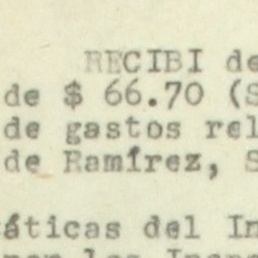 RECIBI de
de $ 66.70 (S
de gastos rel
de Ramírez, S
áticas del In